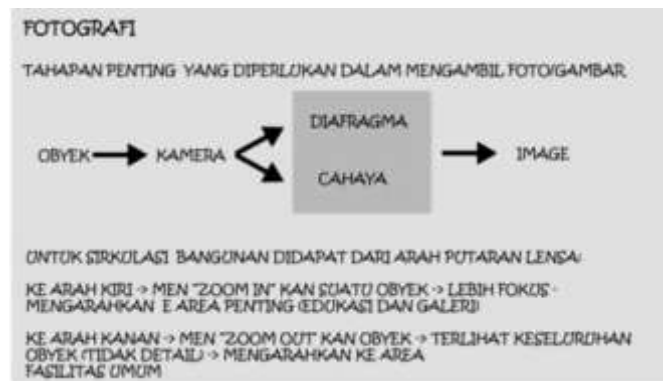 FOTOGRAFI
TAHAPAN PENTING YANG DIPERLUKAN DALAM MENGAMBIL FOTO/GAMBAR
OBYEK
KAMERA
DIAFRAGMA
CAHAYA
IMAGE
UNTUK SIRKULASI BANGUNAN DIDAPAT DARI ARAH PUTARAN LENSA:
KE ARAH KIRI → MEN "ZOOM IN" KAN SUATU OBYEK → LEBIH FOKUS -
MENGARAHKAN E AREA PENTING (EDUKASI DAN GALERI)
KE ARAH KANAN → MEN "ZOOM OUT" KAN OBYEK → TERLIHAT KESELURUHAN
OBYEK (TIDAK DETAIL) → MENGARAHKAN KE AREA
FASILITAS UMUM